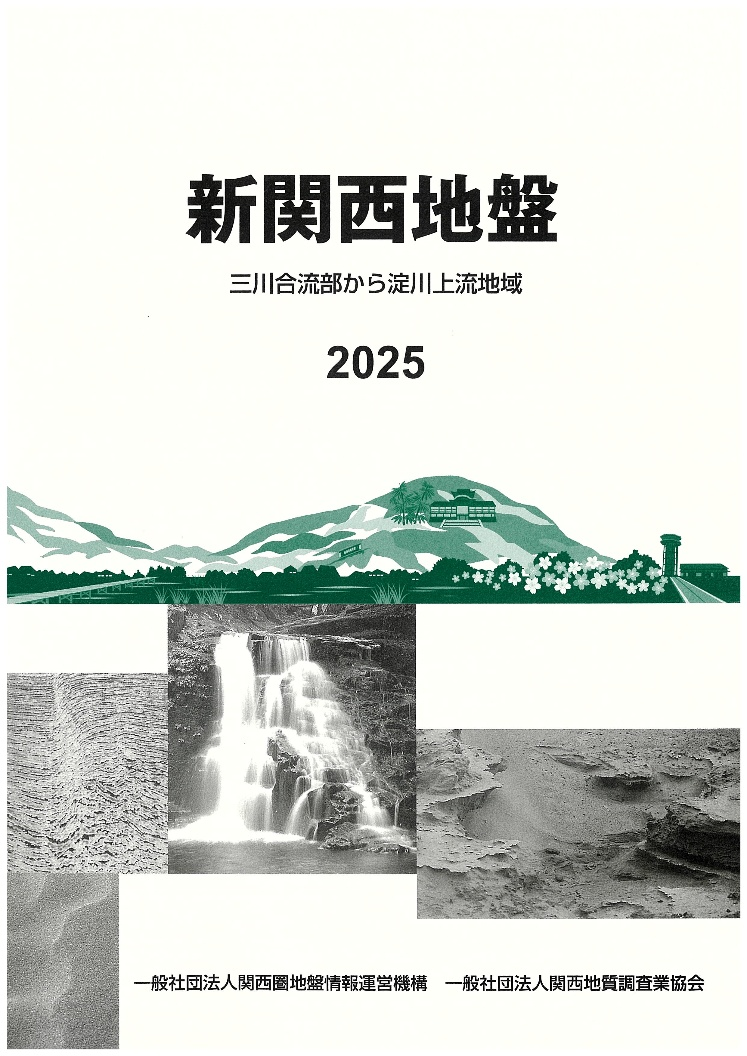 新関西地盤
三川合流部から淀川上流地域
2025
一般社団法人関西圏地盤情報運営機構　一般社団法人関西地質調査業協会